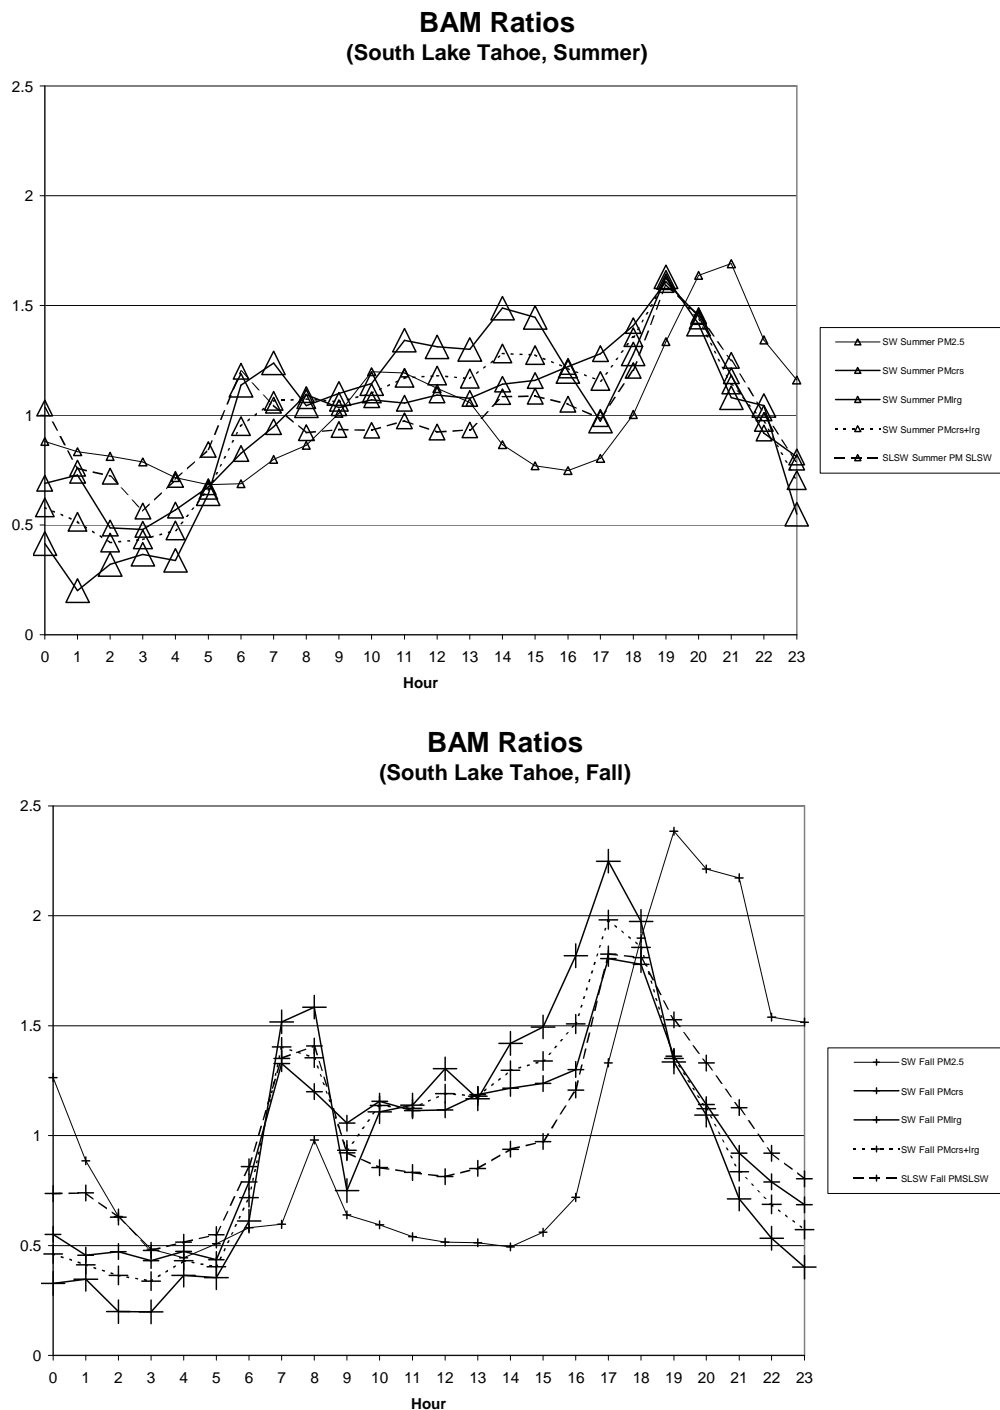 BAM Ratios
(South Lake Tahoe, Summer)
2.5
2
1.5
1
0.5
0
0 1 2 3 4 5 6 7 8 9 10 11 12 13 14 15 16 17 18 19 20 21 22 23
Hour
SW Summer PM2.5
SW Summer PMcrs
SW Summer PMlrg
SW Summer PMcrs+lrg
SLSW Summer PM SLSW
BAM Ratios
(South Lake Tahoe, Fall)
2.5
2
1.5
1
0.5
0
0 1 2 3 4 5 6 7 8 9 10 11 12 13 14 15 16 17 18 19 20 21 22 23
Hour
SW Fall PM2.5
SW Fall PMcrs
SW Fall PMlrg
SW Fall PMcrs+lrg
SLSW Fall PMSLSW